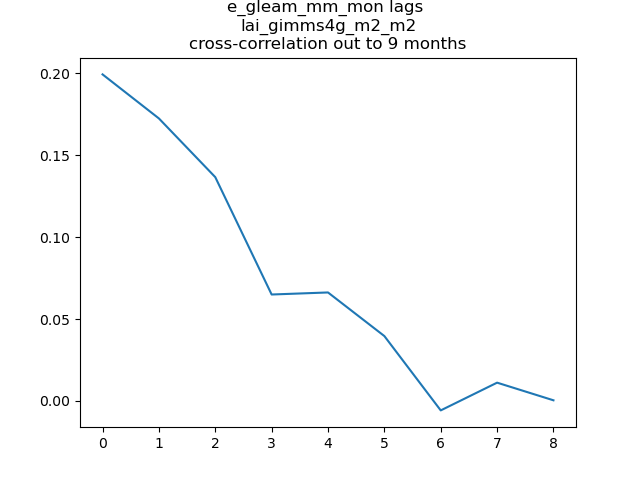 e_gleam_mm_mon lags
lai_gimms4g_m2_m2
cross-correlation out to 9 months
0.20
0.15
0.10
0.05
0.00
0 1 2 3 4 5 6 7 8